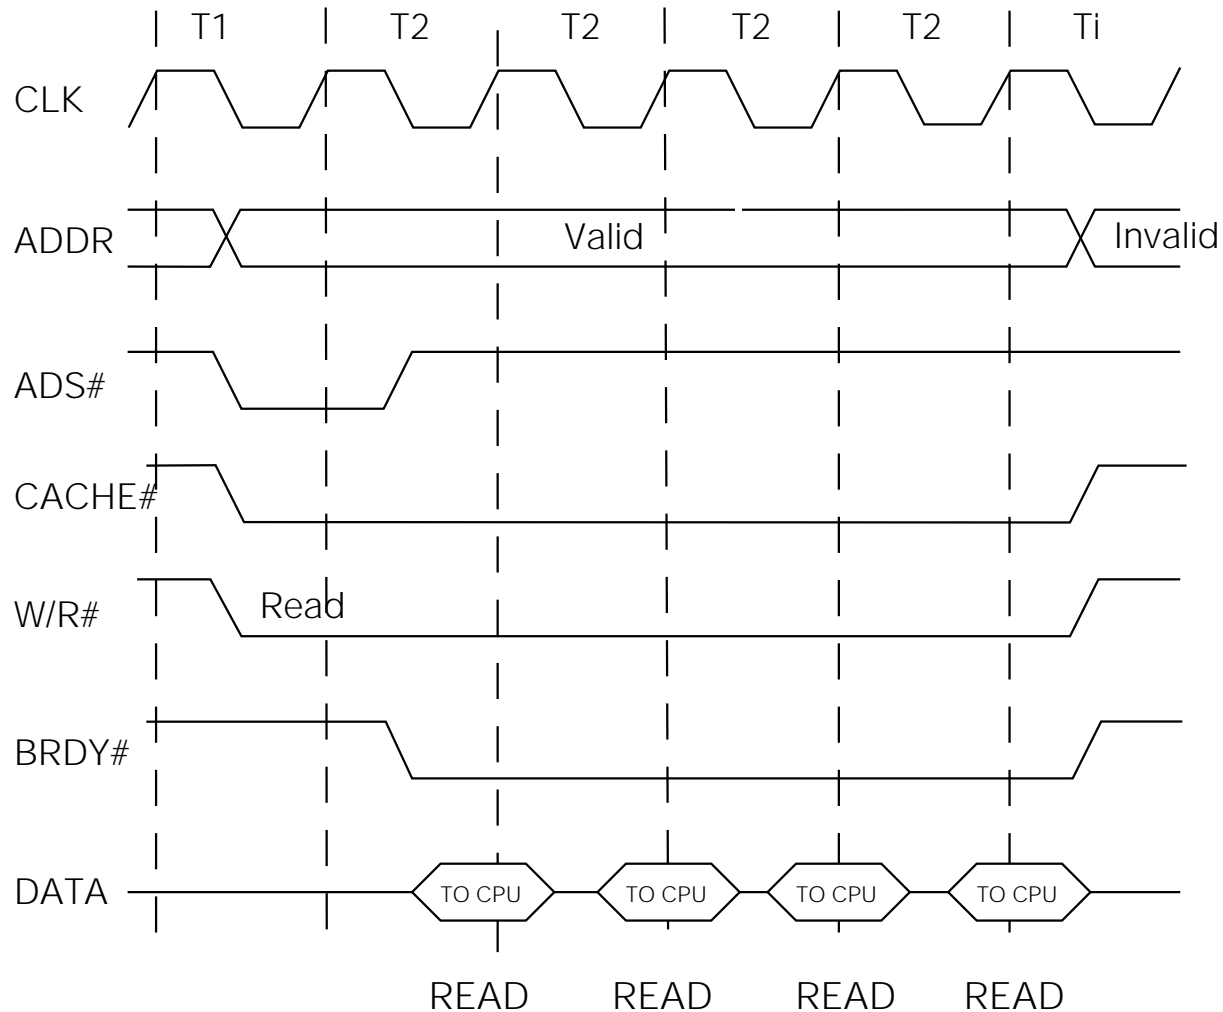 T1 T2 T2 T2 T2 Ti
CLK
ADDR Valid Invalid
ADS#
CACHE#
W/R# Read
BRDY#
DATA TO CPU TO CPU TO CPU TO CPU
READ READ READ READ